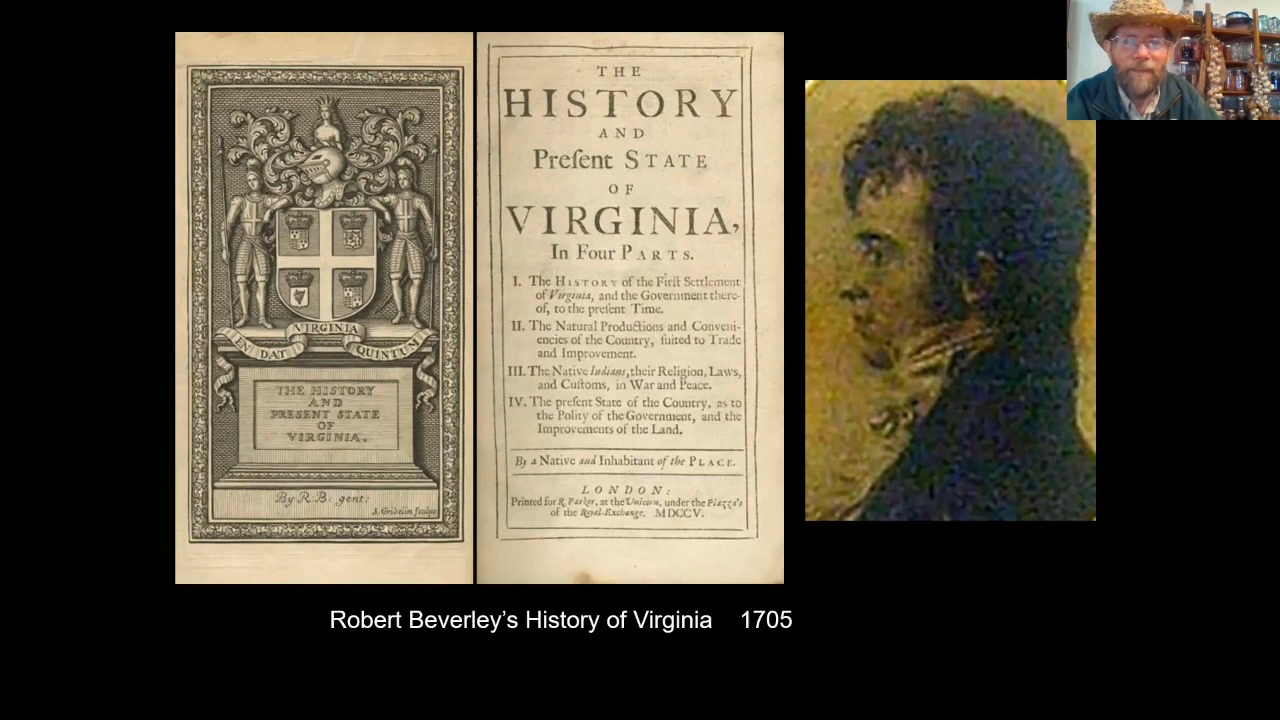 VIRGINIA
EN DAT QUINTUM
THE HISTORY
AND
PRESENT STATE
OF
VIRGINIA.
By R. B. gent:
S. Gribelin sculps
THE
HISTORY
AND
Preſent STATE
OF
VIRGINIA,
In Four PARTS.
I. The HISTORY of the Firſt Settlement
of Virginia, and the Government there-
of, to the preſent Time.
II. The Natural Productions and Conveni-
encies of the Country, ſuited to Trade
and Improvement.
III. The Native Indians, their Religion, Laws,
and Cuſtoms, in War and Peace.
IV. The preſent State of the Country, as to
the Polity of the Government, and the
Improvements of the Land.
By a Native and Inhabitant of the PLACE.
LONDON:
Printed for R. Parker, at the Unicorn, under the Piazza's
of the Royal-Exchange. MDCCV.
Robert Beverley’s History of Virginia 1705